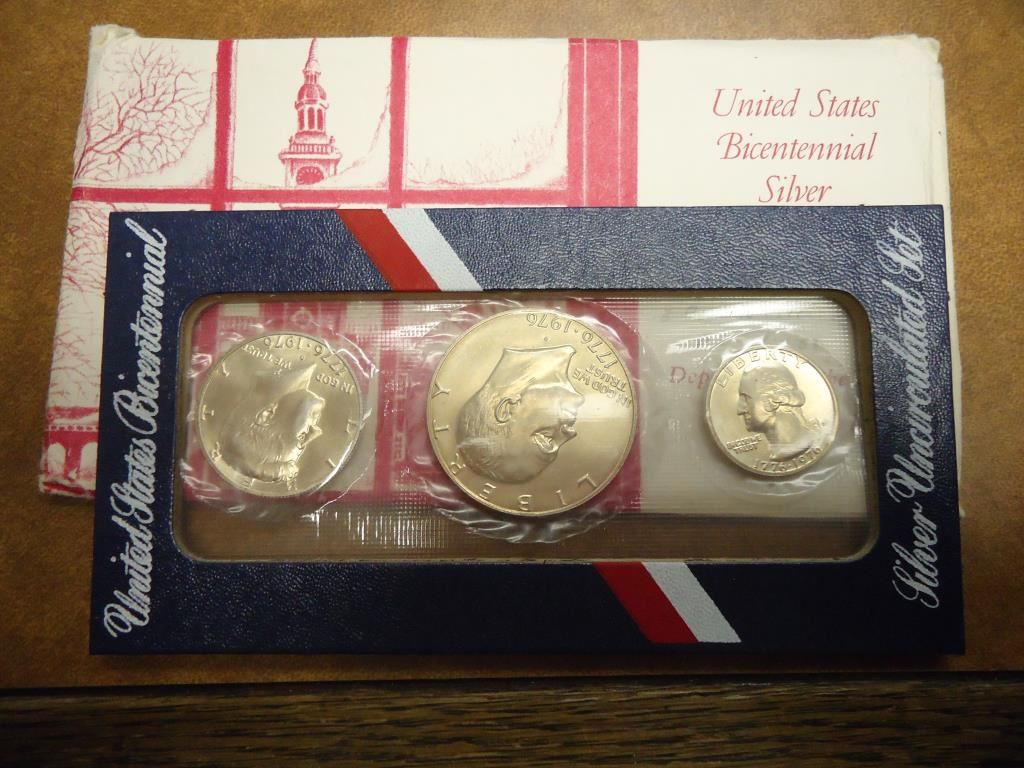 United States
Bicentennial
Silver
United States Bicentennial
Silver Uncirculated Set
LIBERTY
IN GOD WE TRUST
1776·1976
LIBERTY
IN GOD WE
TRUST
1776·1976
LIBERTY
IN GOD WE
TRUST
1776-1976